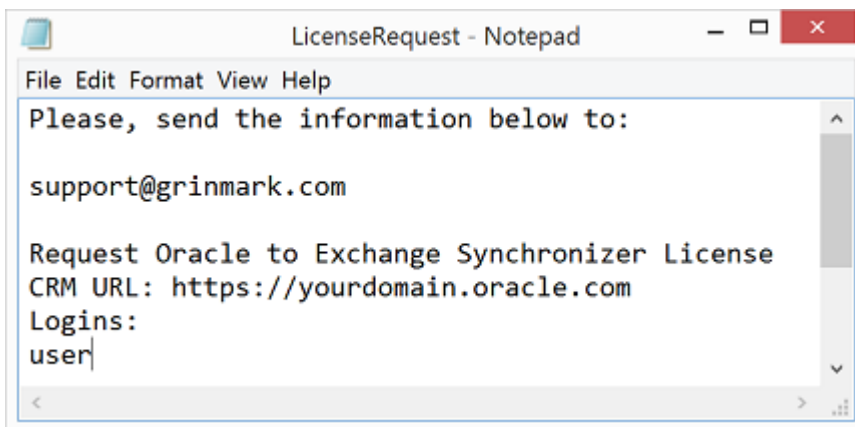 LicenseRequest - Notepad
File Edit Format View Help
Please, send the information below to:
support@grinmark.com
Request Oracle to Exchange Synchronizer License
CRM URL: https://yourdomain.oracle.com
Logins:
user